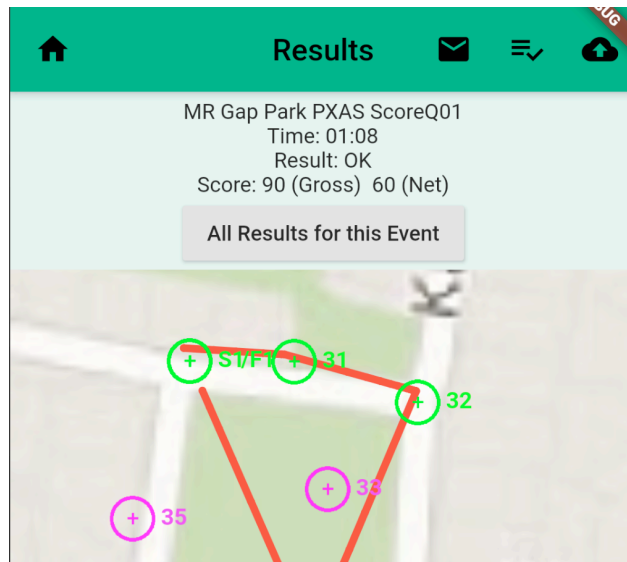 UG
Results
MR Gap Park PXAS ScoreQ01
Time: 01:08
Result: OK
Score: 90 (Gross)  60 (Net)
All Results for this Event
K
S1/F1
31
32
33
35